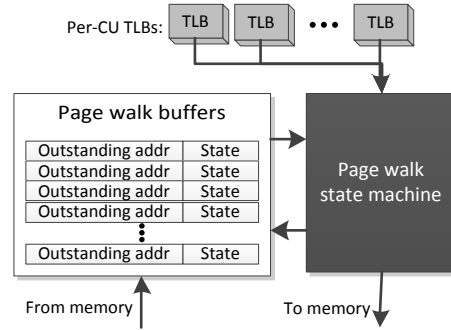 Per-CU TLBs: TLB TLB ••• TLB
Page walk buffers
Outstanding addr State
Outstanding addr State
Outstanding addr State
Outstanding addr State
Outstanding addr State
Page walk
state machine
From memory
To memory